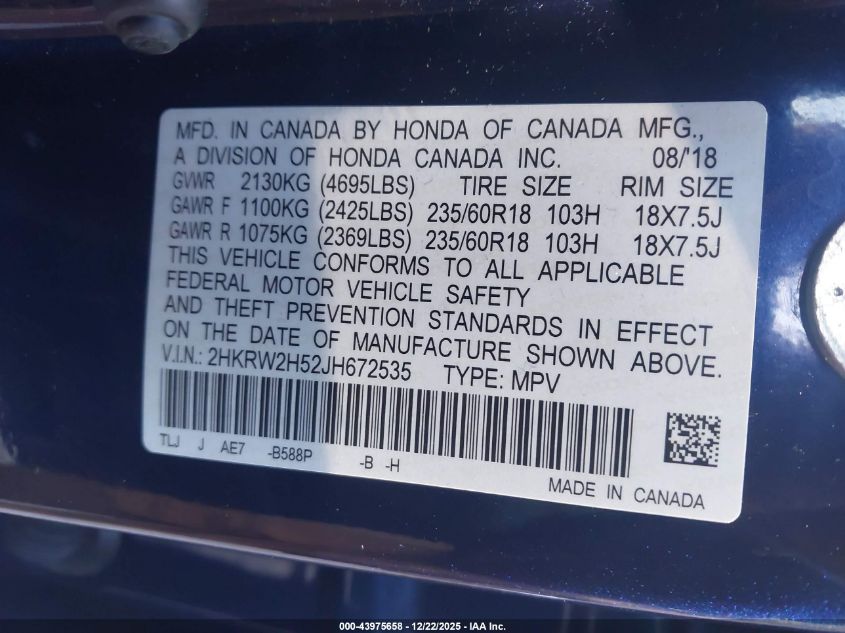 MFD. IN CANADA BY HONDA OF CANADA MFG.,
A DIVISION OF HONDA CANADA INC. 08/'18
GVWR 2130KG (4695LBS) TIRE SIZE RIM SIZE
GAWR F 1100KG (2425LBS) 235/60R18 103H 18X7.5J
GAWR R 1075KG (2369LBS) 235/60R18 103H 18X7.5J
THIS VEHICLE CONFORMS TO ALL APPLICABLE
FEDERAL MOTOR VEHICLE SAFETY
AND THEFT PREVENTION STANDARDS IN EFFECT
ON THE DATE OF MANUFACTURE SHOWN ABOVE.
V.I.N.: 2HKRW2H52JH672535 TYPE: MPV
TLJ J AE7 -B588P -B -H
MADE IN CANADA
000-43975658 - 12/22/2025 - IAA Inc.